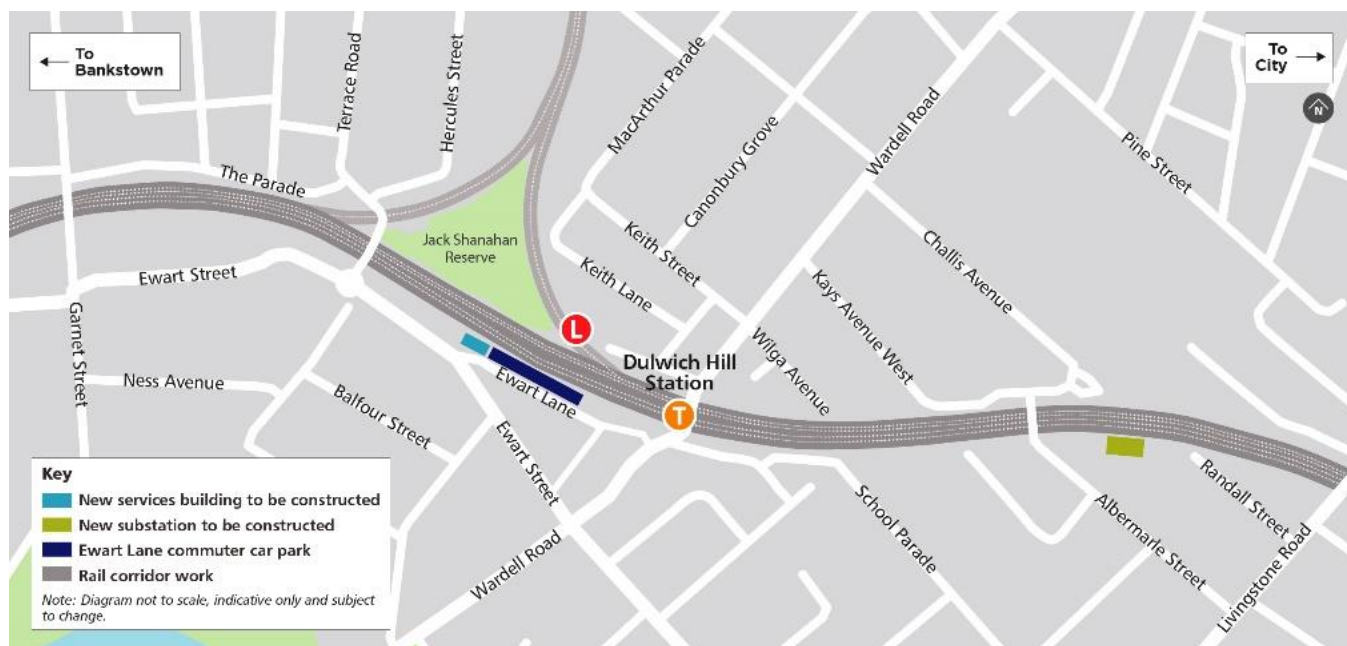 ← To
Bankstown
To →
City
N
Terrace Road
Hercules Street
MacArthur Parade
Canonbury Grove
Wardell Road
Pine Street
The Parade
Jack Shanahan
Reserve
Keith Street
Keith Lane
Challis Avenue
Kays Avenue West
Wilga Avenue
Ewart Street
Garnet Street
L
Dulwich Hill
Station
T
Ness Avenue
Balfour Street
Ewart Lane
Ewart Street
Wardell Road
School Parade
Albermarle Street
Randall Street
Livingstone Road
Key
New services building to be constructed
New substation to be constructed
Ewart Lane commuter car park
Rail corridor work
Note: Diagram not to scale, indicative only and subject
to change.